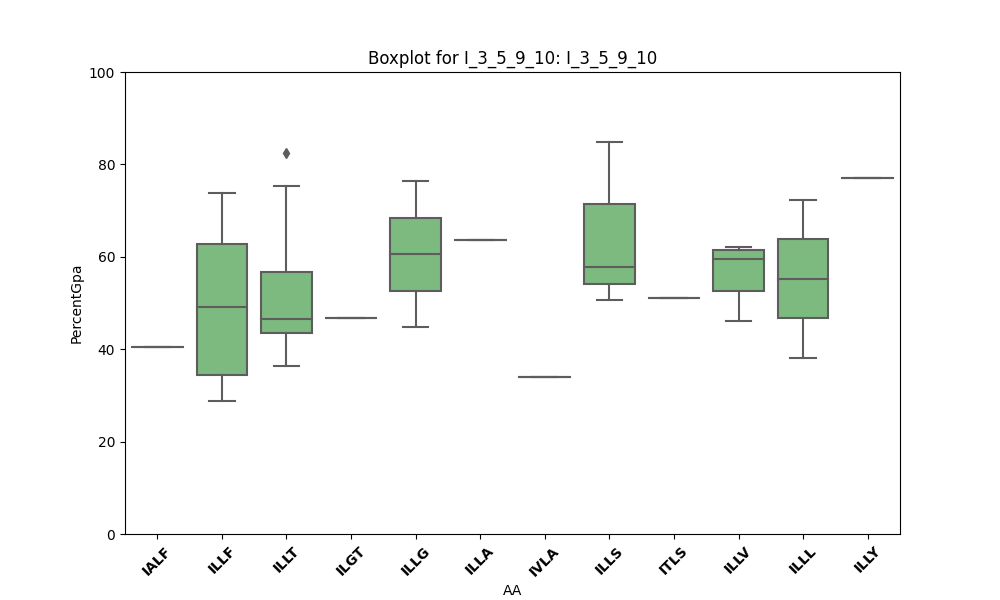 Boxplot for I_3_5_9_10: I_3_5_9_10
100
80
60
40
20
0
PercentGpa
IALF
ILLF
ILLT
ILGT
ILLG
ILLA
IVLA
ILLS
ITLS
ILLV
ILLL
ILLY
AA